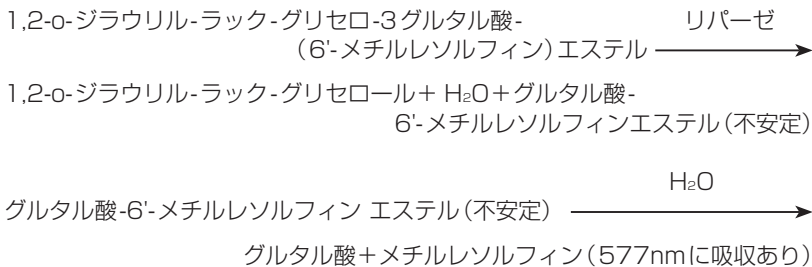 1,2-o-ジラウリル-ラック-グリセロ-3グルタル酸- リパーゼ
(6'-メチルレソルフィン)エステル
1,2-o-ジラウリル-ラック-グリセロール+ H₂O+グルタル酸-
6'-メチルレソルフィンエステル(不安定)
H₂O
グルタル酸-6'-メチルレソルフィン エステル(不安定)
グルタル酸+メチルレソルフィン(577nmに吸収あり)